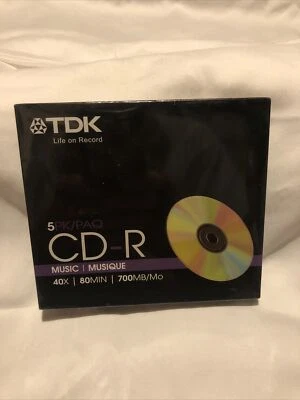 TDK
Life on Record
5PK/PAQ
CD-R
MUSIC | MUSIQUE
40X | 80MIN | 700MB/Mo